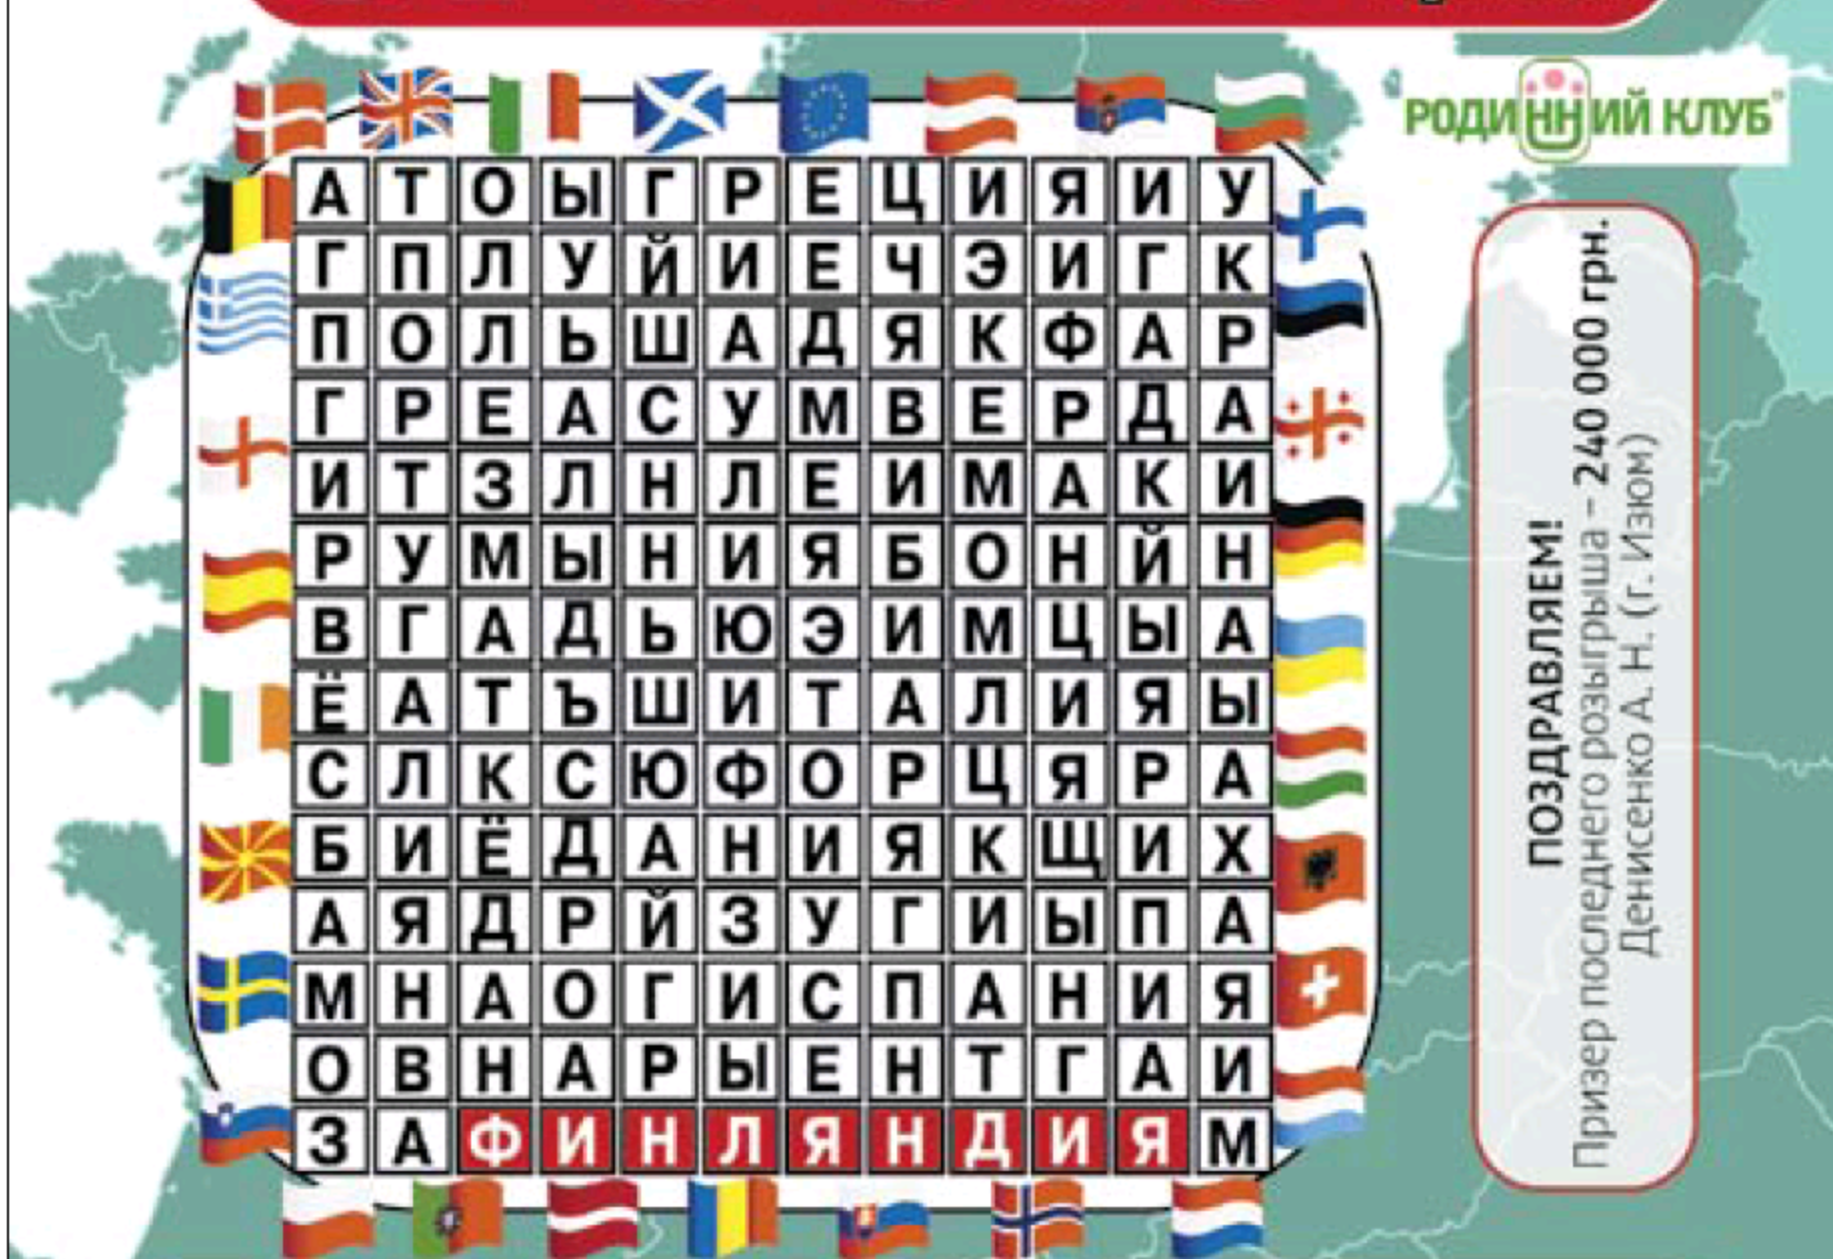 РОДИННИЙ КЛУБ
А Т О Ы Г Р Е Ц И Я И У
Г П Л У Й И Е Ч Э И Г К
П О Л Ь Ш А Д Я К Ф А Р
Г Р Е А С У М В Е Р Д А
И Т З Л Н Л Е И М А К И
Р У М Ы Н И Я Б О Н Й Н
В Г А Д Ь Ю Э И М Ц Ы А
Ё А Т Ъ Ш И Т А Л И Я Ы
С Л К С Ю Ф О Р Ц Я Р А
Б И Ё Д А Н И Я К Щ И Х
А Я Д Р Й З У Г И Ы П А
М Н А О Г И С П А Н И Я
О В Н А Р Ы Е Н Т Г А И
З А Ф И Н Л Я Н Д И Я М
ПОЗДРАВЛЯЕМ!
Призер последнего розыгрыша – 240 000 грн.
Денисенко А. Н. (г. Изюм)